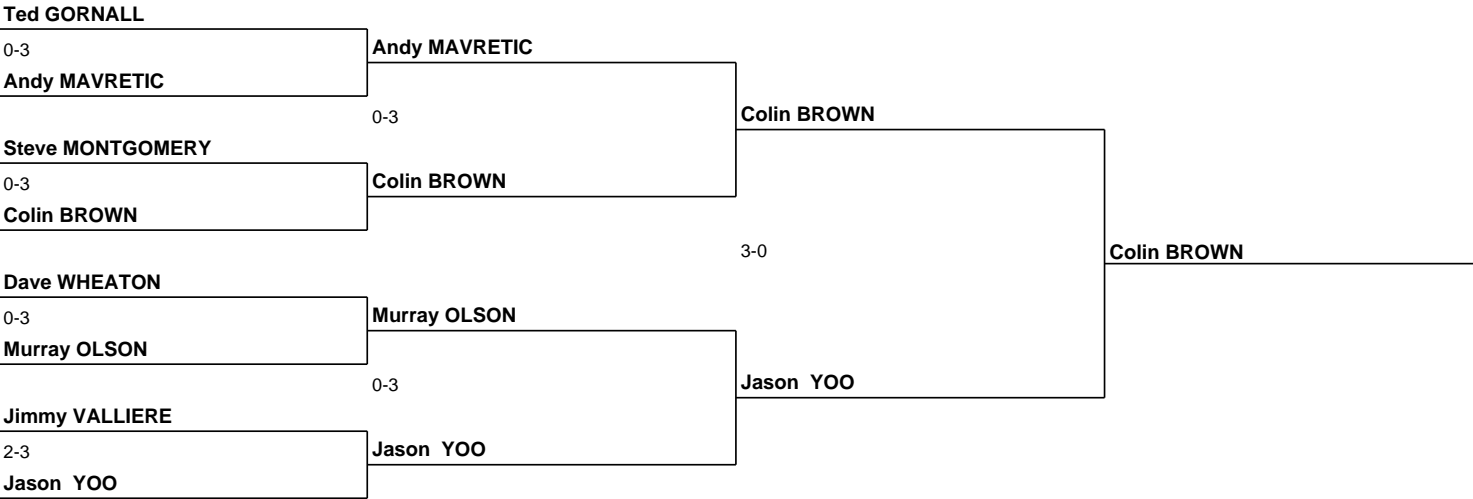 Ted GORNALL
0-3
Andy MAVRETIC
Andy MAVRETIC
0-3
Colin BROWN
Steve MONTGOMERY
0-3
Colin BROWN
Colin BROWN
3-0
Colin BROWN
Dave WHEATON
0-3
Murray OLSON
Murray OLSON
0-3
Jason  YOO
Jimmy VALLIERE
2-3
Jason  YOO
Jason  YOO